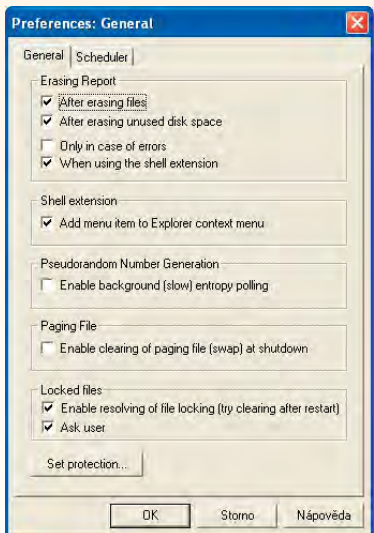 Preferences: General
General
Scheduler
Erasing Report
After erasing files
After erasing unused disk space
Only in case of errors
When using the shell extension
Shell extension
Add menu item to Explorer context menu
Pseudorandom Number Generation
Enable background (slow) entropy polling
Paging File
Enable clearing of paging file (swap) at shutdown
Locked files
Enable resolving of file locking (try clearing after restart)
Ask user
Set protection...
OK
Storno
Nápověda